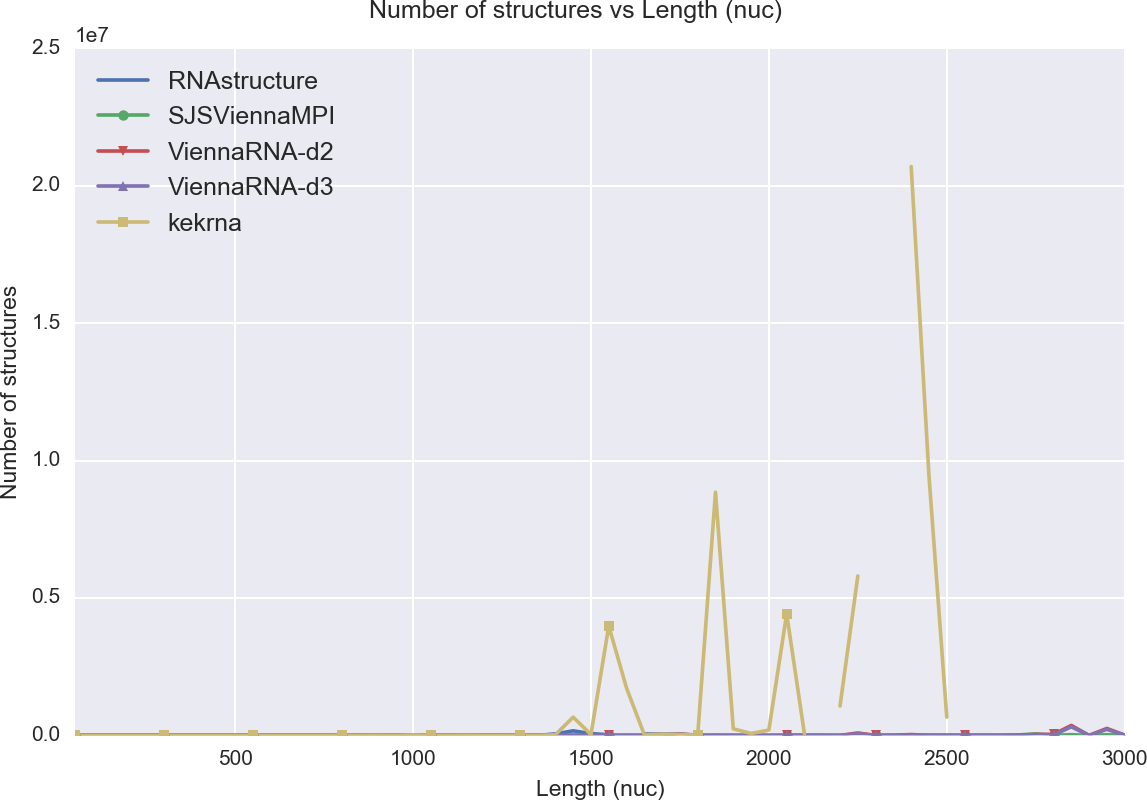 Number of structures vs Length (nuc)
1e7
2.5
2.0
1.5
1.0
0.5
0.0
Number of structures
RNAstructure
SJSViennaMPI
ViennaRNA-d2
ViennaRNA-d3
kekrna
500
1000
1500
2000
2500
3000
Length (nuc)